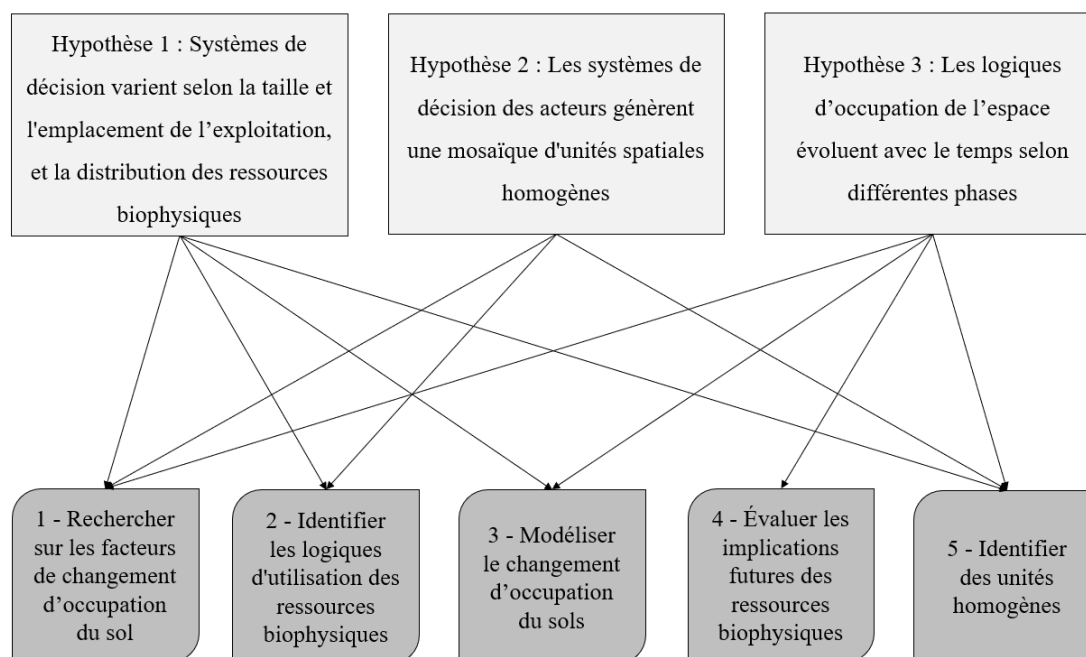 Hypothèse 1 : Systèmes de
décision varient selon la taille et
l'emplacement de l’exploitation,
et la distribution des ressources
biophysiques
Hypothèse 2 : Les systèmes de
décision des acteurs génèrent
une mosaïque d'unités spatiales
homogènes
Hypothèse 3 : Les logiques
d’occupation de l’espace
évoluent avec le temps selon
différentes phases
1 - Rechercher
sur les facteurs
de changement
d’occupation
du sol
2 - Identifier
les logiques
d'utilisation des
ressources
biophysiques
3 - Modéliser
le changement
d’occupation
du sols
4 - Évaluer les
implications
futures des
ressources
biophysiques
5 - Identifier
des unités
homogènes